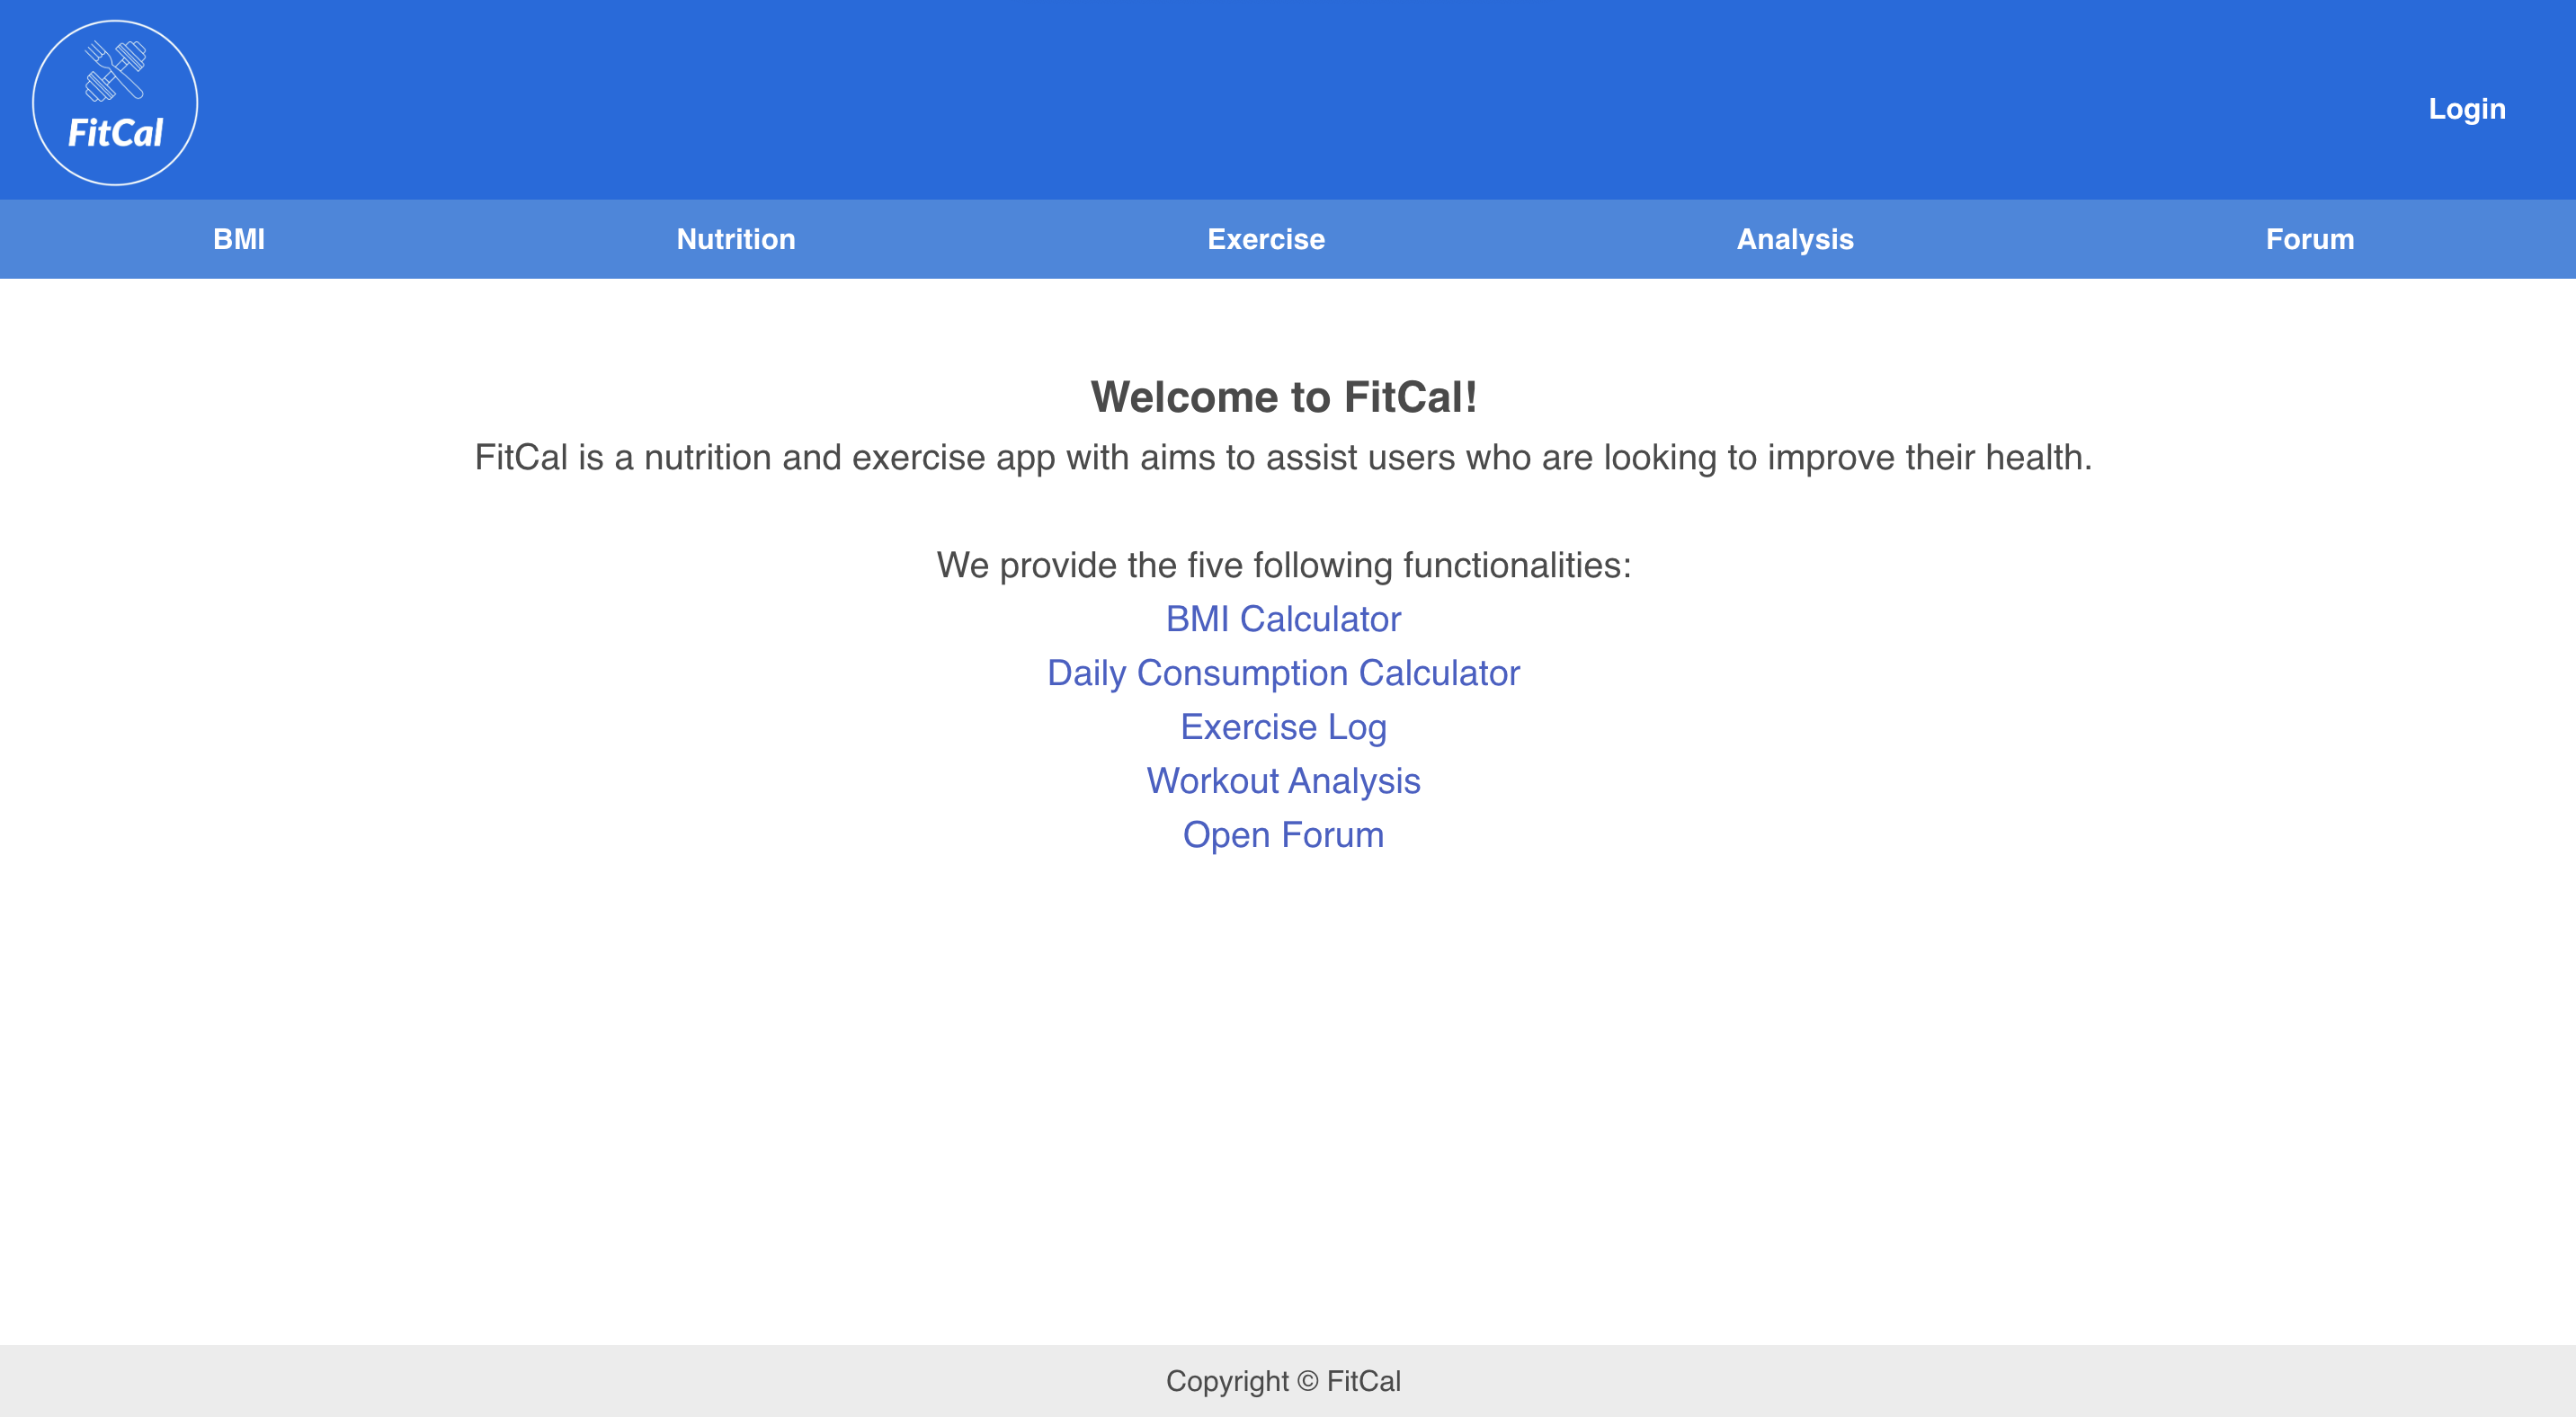 FitCal
Login
BMI
Nutrition
Exercise
Analysis
Forum
Welcome to FitCal!
FitCal is a nutrition and exercise app with aims to assist users who are looking to improve their health.
We provide the five following functionalities:
BMI Calculator
Daily Consumption Calculator
Exercise Log
Workout Analysis
Open Forum
Copyright © FitCal